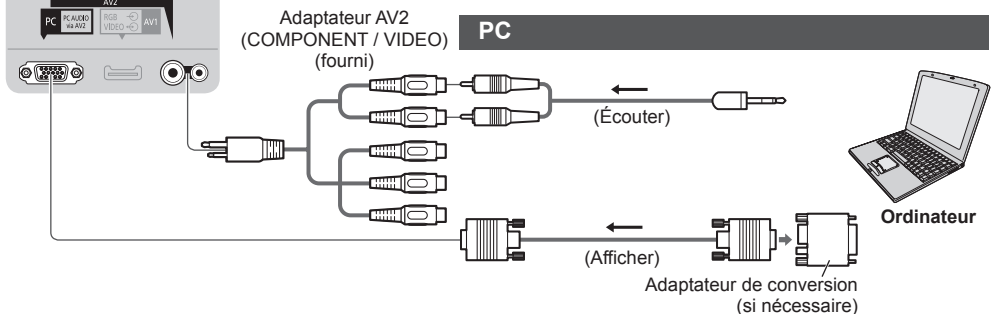 AV2
PC
PC AUDIO
via AV2
RGB
VIDEO
AV1
Adaptateur AV2
(COMPONENT / VIDEO)
(fourni)
PC
(Écouter)
Ordinateur
(Afficher)
Adaptateur de conversion
(si nécessaire)